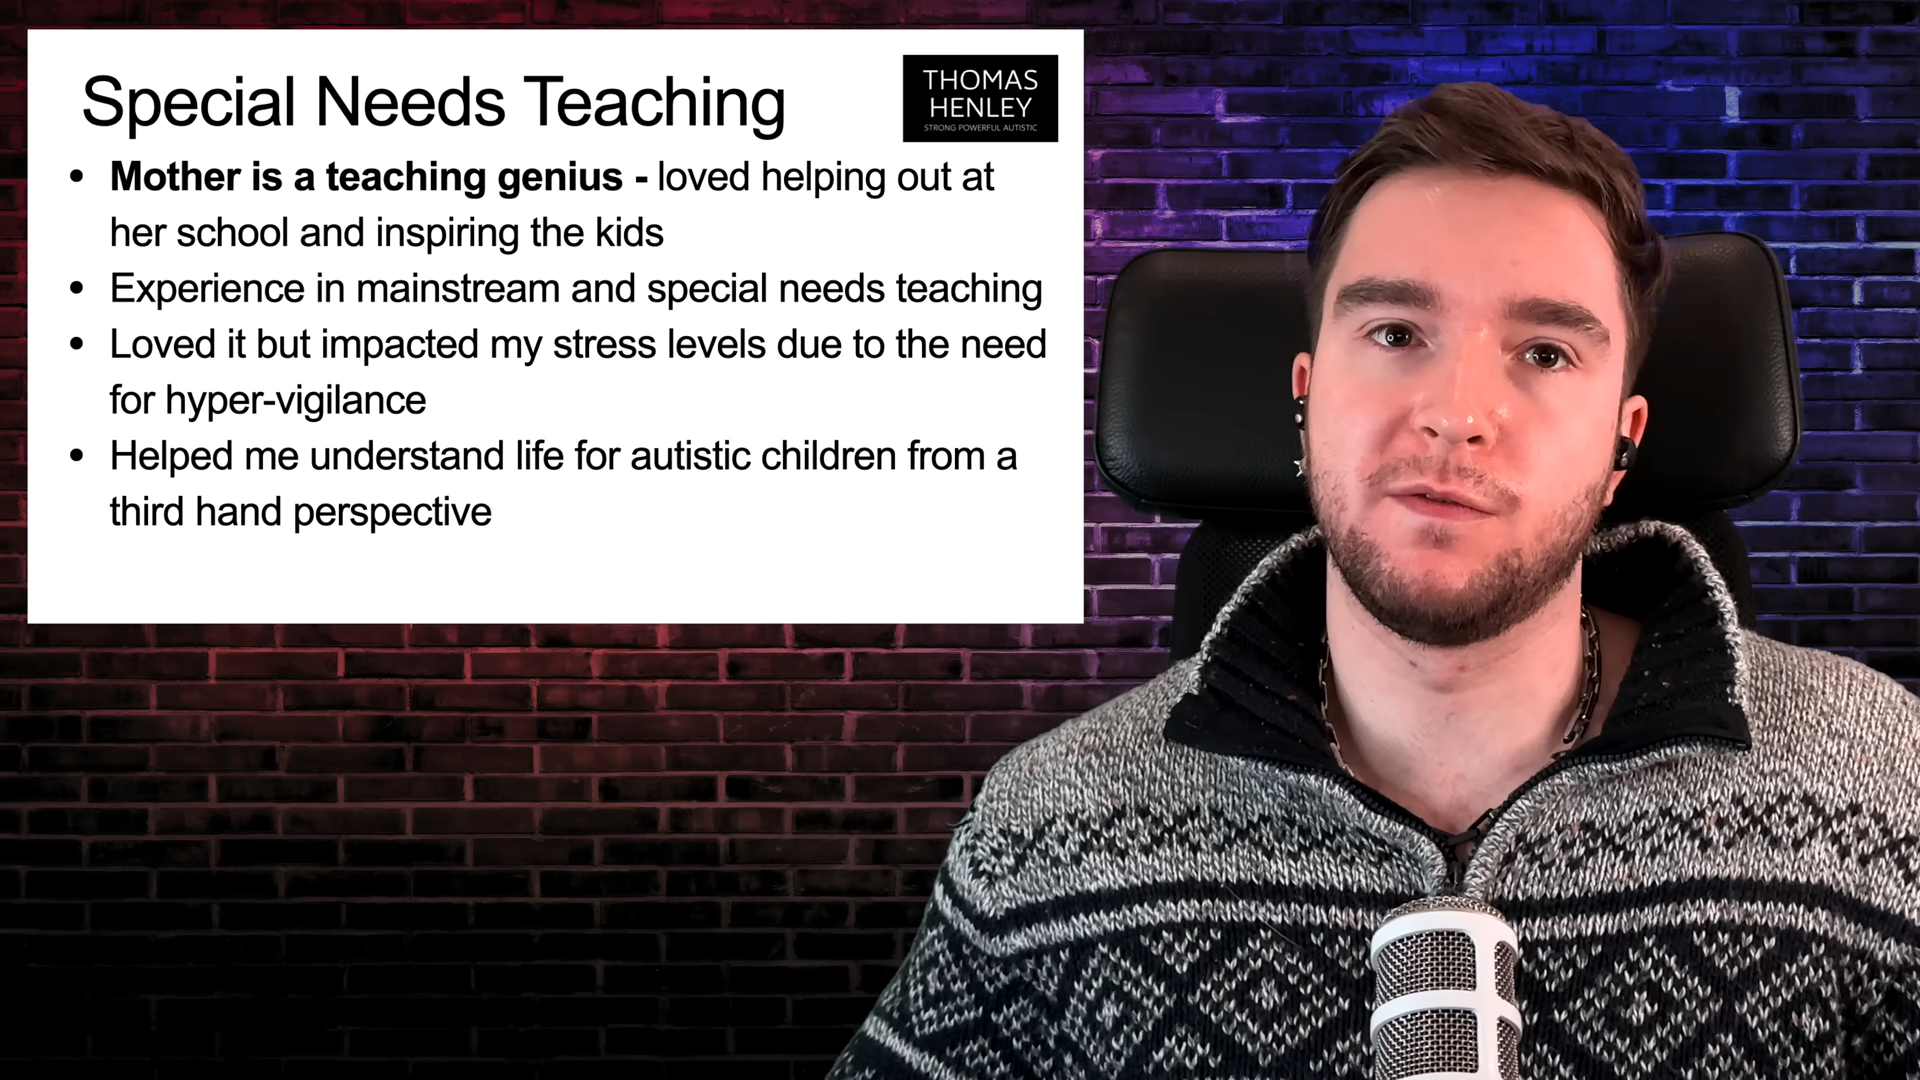 Special Needs Teaching
THOMAS
HENLEY
STRONG POWERFUL AUTISTIC
• Mother is a teaching genius - loved helping out at
her school and inspiring the kids
• Experience in mainstream and special needs teaching
• Loved it but impacted my stress levels due to the need
for hyper-vigilance
• Helped me understand life for autistic children from a
third hand perspective